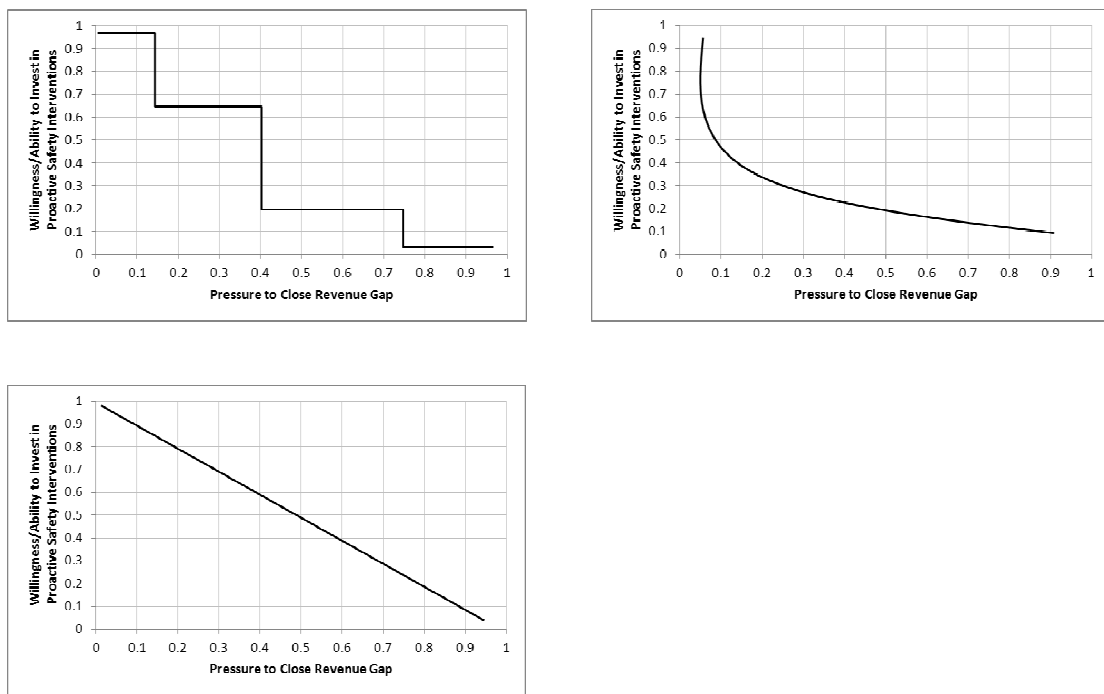 Willingness/Ability to Invest in
Proactive Safety Interventions
1
0.9
0.8
0.7
0.6
0.5
0.4
0.3
0.2
0.1
0
0 0.1 0.2 0.3 0.4 0.5 0.6 0.7 0.8 0.9 1
Pressure to Close Revenue Gap
Willingness/Ability to Invest in
Proactive Safety Interventions
1
0.9
0.8
0.7
0.6
0.5
0.4
0.3
0.2
0.1
0
0 0.1 0.2 0.3 0.4 0.5 0.6 0.7 0.8 0.9 1
Pressure to Close Revenue Gap
Willingness/Ability to Invest in
Proactive Safety Interventions
1
0.9
0.8
0.7
0.6
0.5
0.4
0.3
0.2
0.1
0
0 0.1 0.2 0.3 0.4 0.5 0.6 0.7 0.8 0.9 1
Pressure to Close Revenue Gap